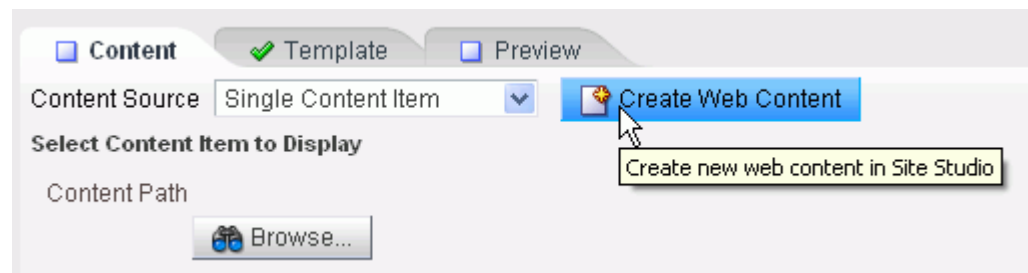 Content Template Preview
Content Source Single Content Item Create Web Content
Select Content Item to Display
Create new web content in Site Studio
Content Path
Browse...